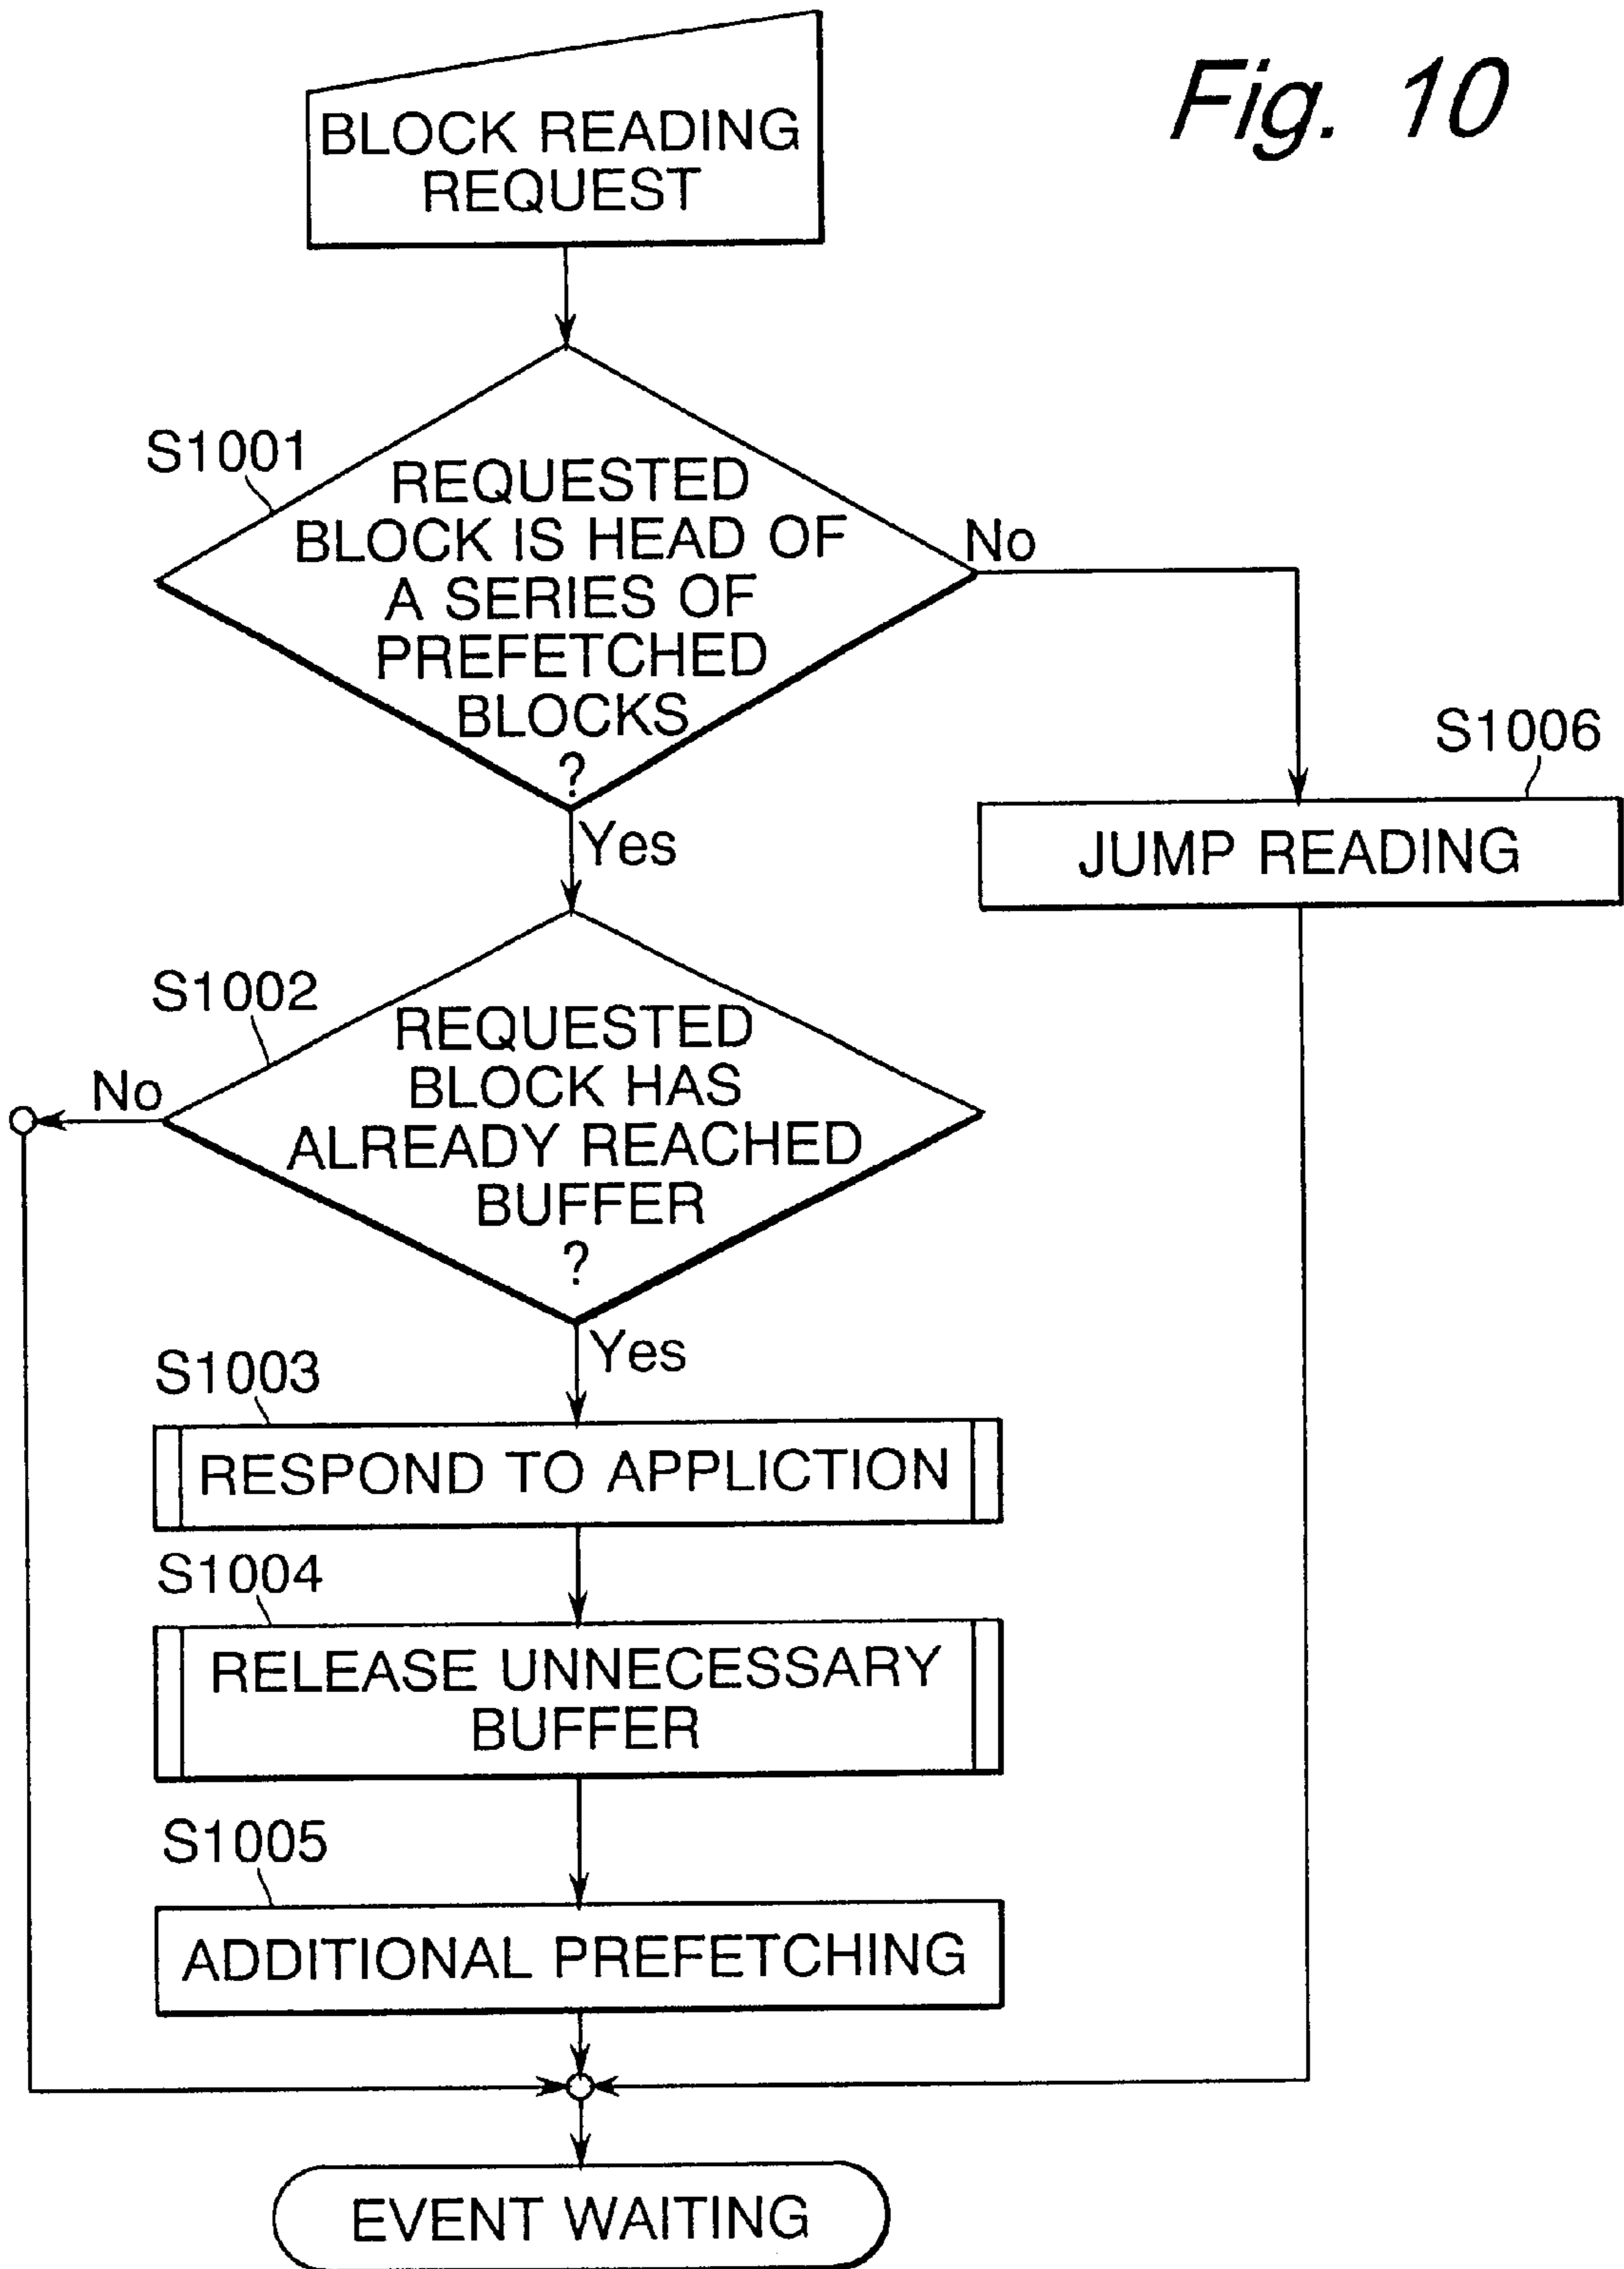 Fig. 10
BLOCK READING
REQUEST
S1001
REQUESTED
BLOCK IS HEAD OF
A SERIES OF
PREFETCHED
BLOCKS
?
No
Yes
S1006
JUMP READING
S1002
REQUESTED
BLOCK HAS
ALREADY REACHED
BUFFER
?
No
Yes
S1003
RESPOND TO APPLICTION
S1004
RELEASE UNNECESSARY
BUFFER
S1005
ADDITIONAL PREFETCHING
EVENT WAITING